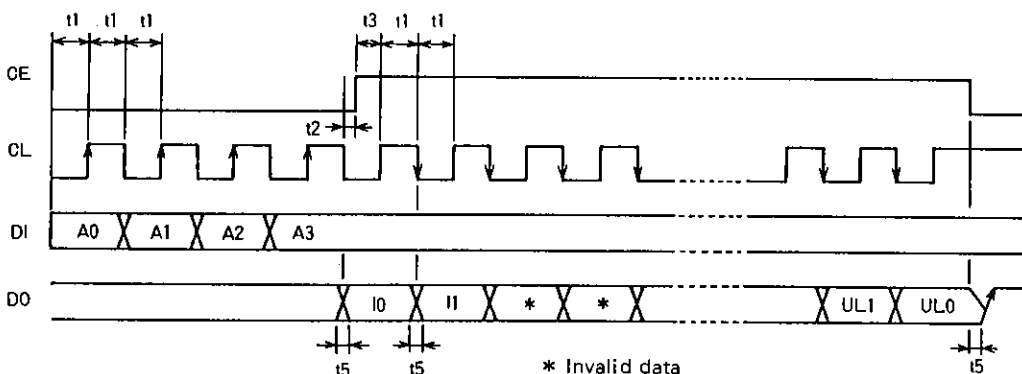 t1 t1 t1 t3 t1 t1
CE
t2
CL
DI A0 A1 A2 A3
DO I0 I1 * * UL1 UL0
t5 t5 * Invalid data t5